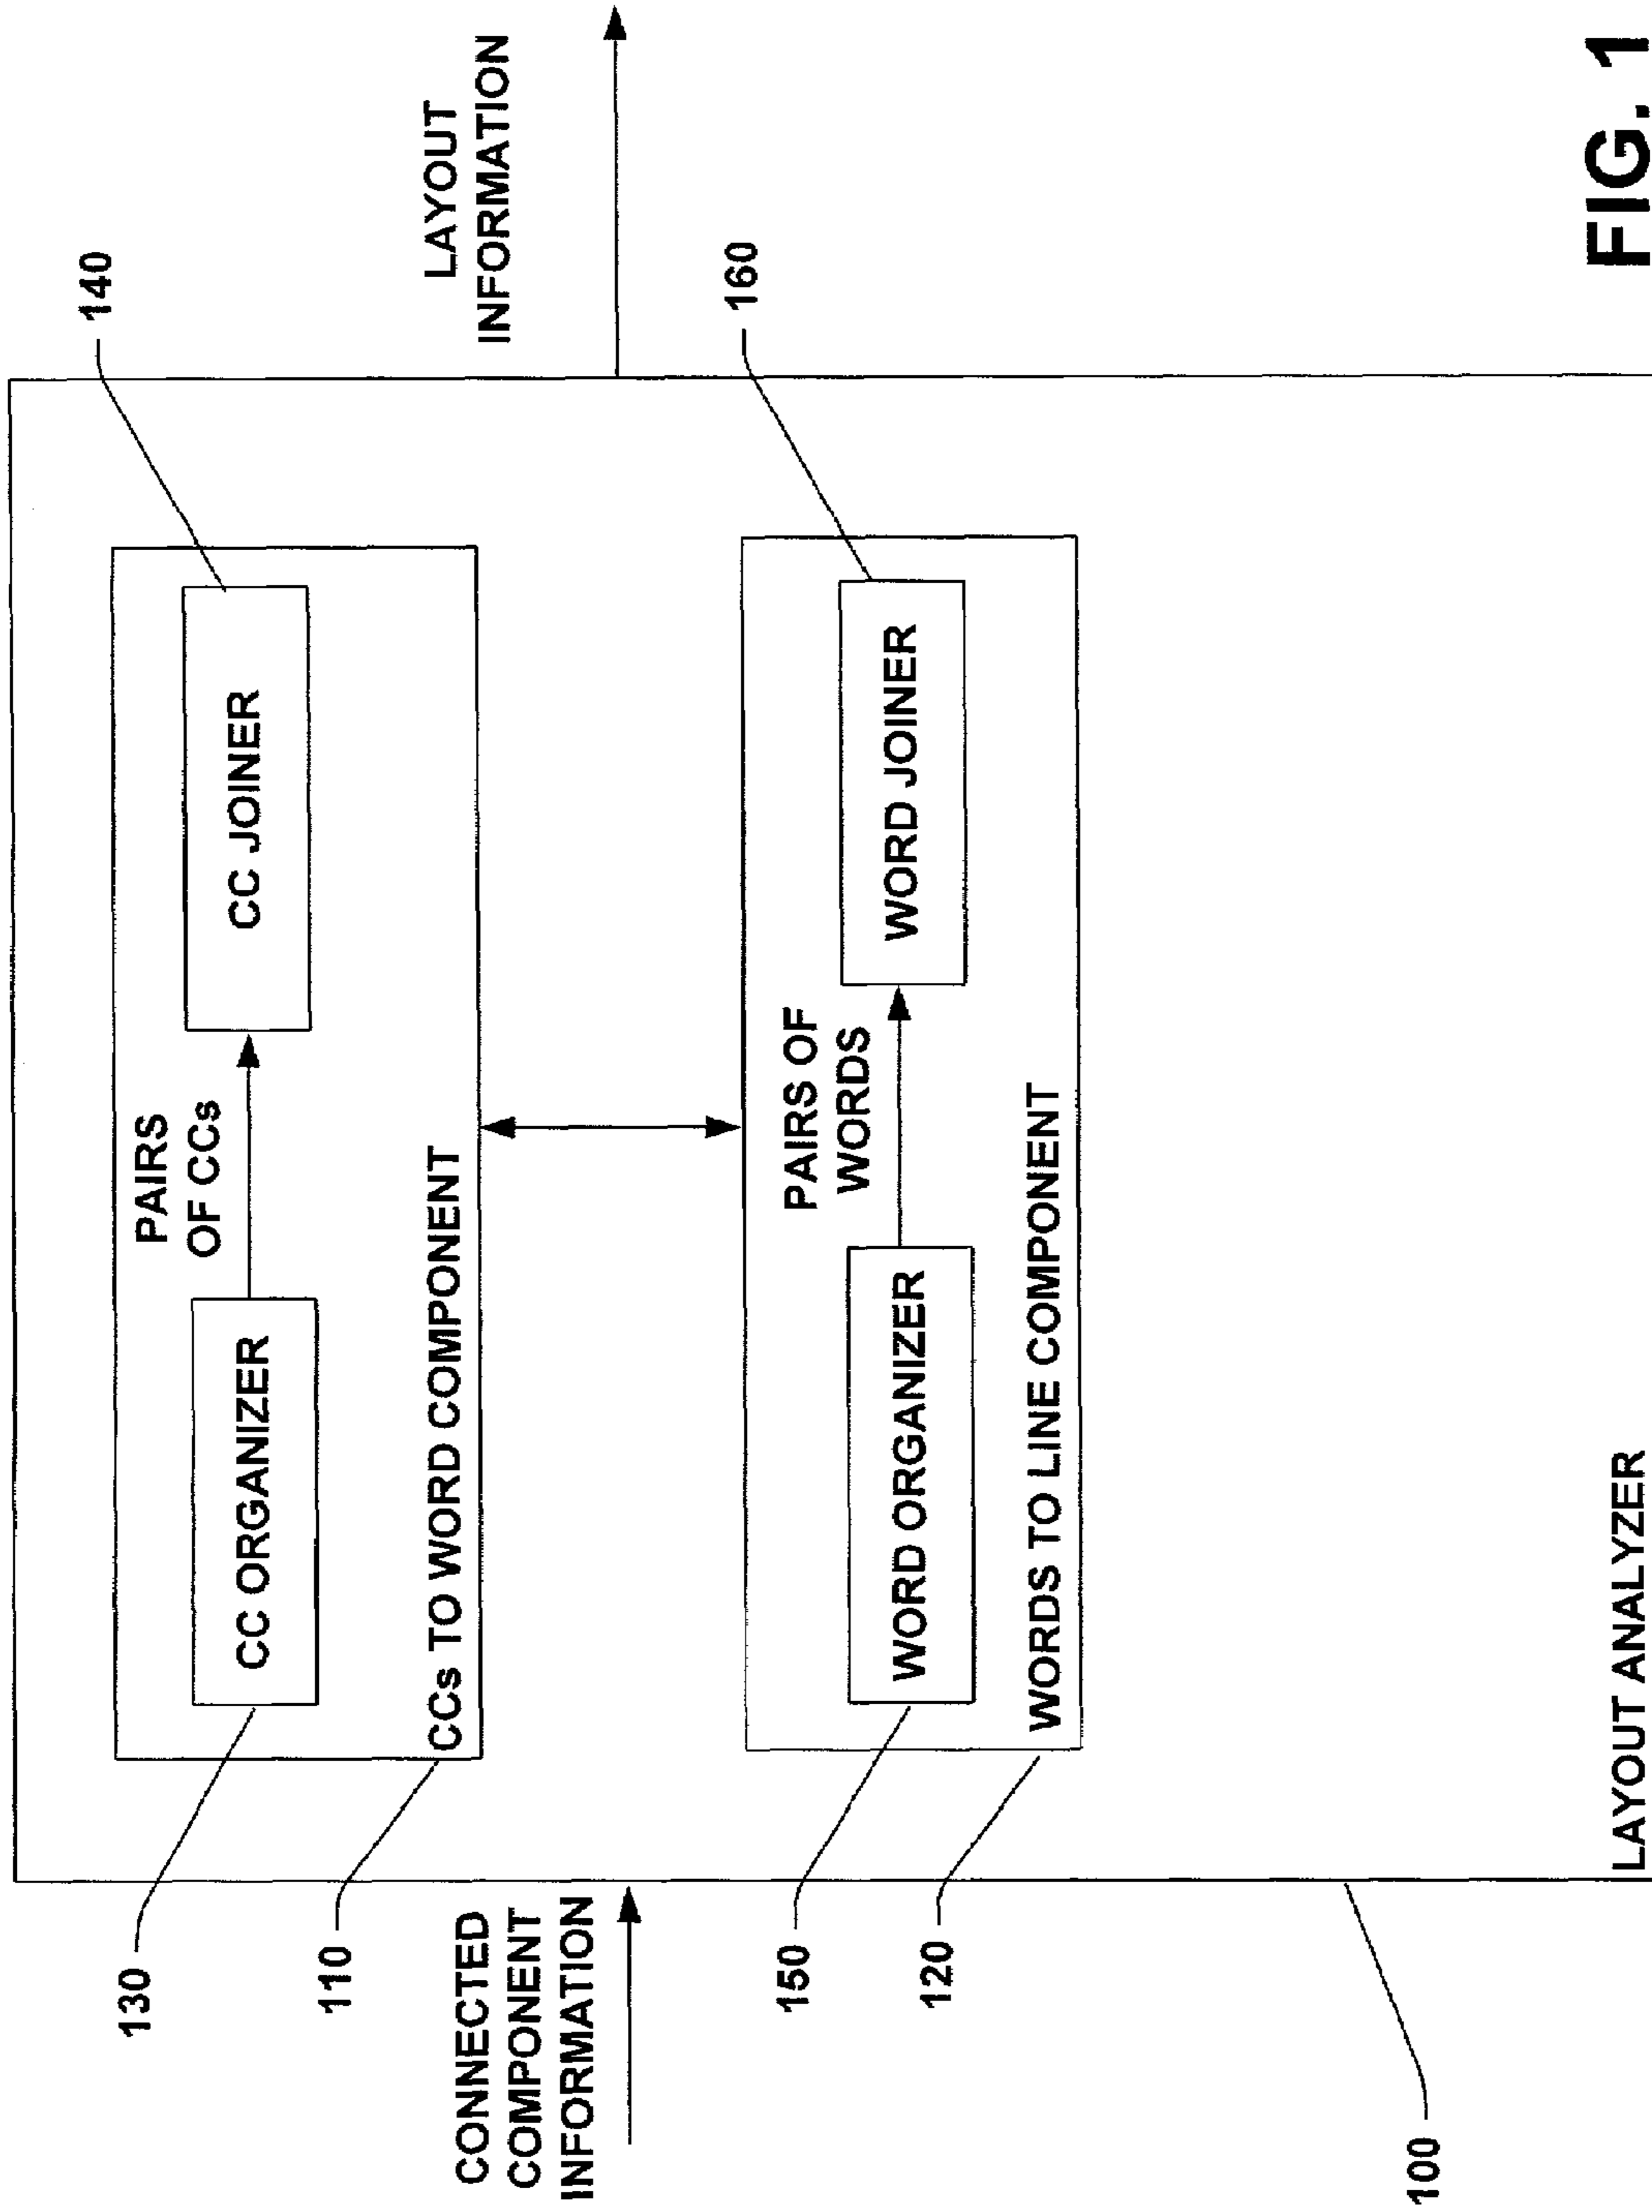 130
PAIRS
OF CCs
140
CC ORGANIZER
CC JOINER
110
CCs TO WORD COMPONENT
CONNECTED
COMPONENT
INFORMATION
LAYOUT
INFORMATION
150
PAIRS OF
WORDS
160
WORD ORGANIZER
WORD JOINER
120
WORDS TO LINE COMPONENT
100
LAYOUT ANALYZER
FIG. 1